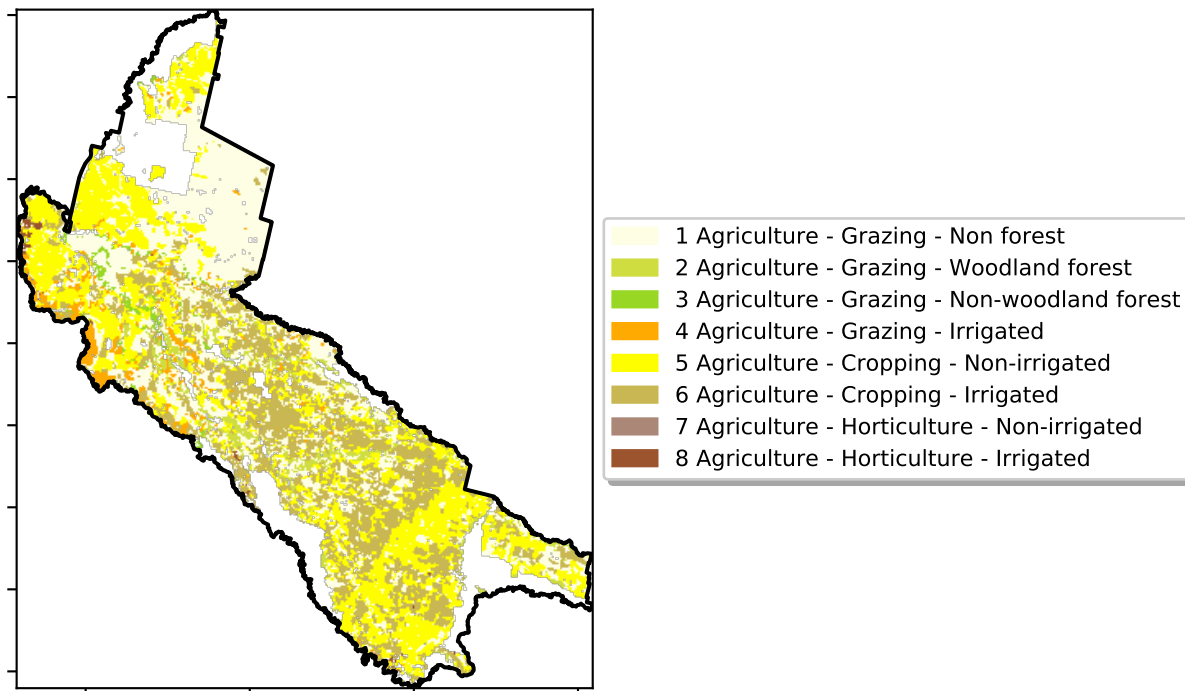 1 Agriculture - Grazing - Non forest
2 Agriculture - Grazing - Woodland forest
3 Agriculture - Grazing - Non-woodland forest
4 Agriculture - Grazing - Irrigated
5 Agriculture - Cropping - Non-irrigated
6 Agriculture - Cropping - Irrigated
7 Agriculture - Horticulture - Non-irrigated
8 Agriculture - Horticulture - Irrigated